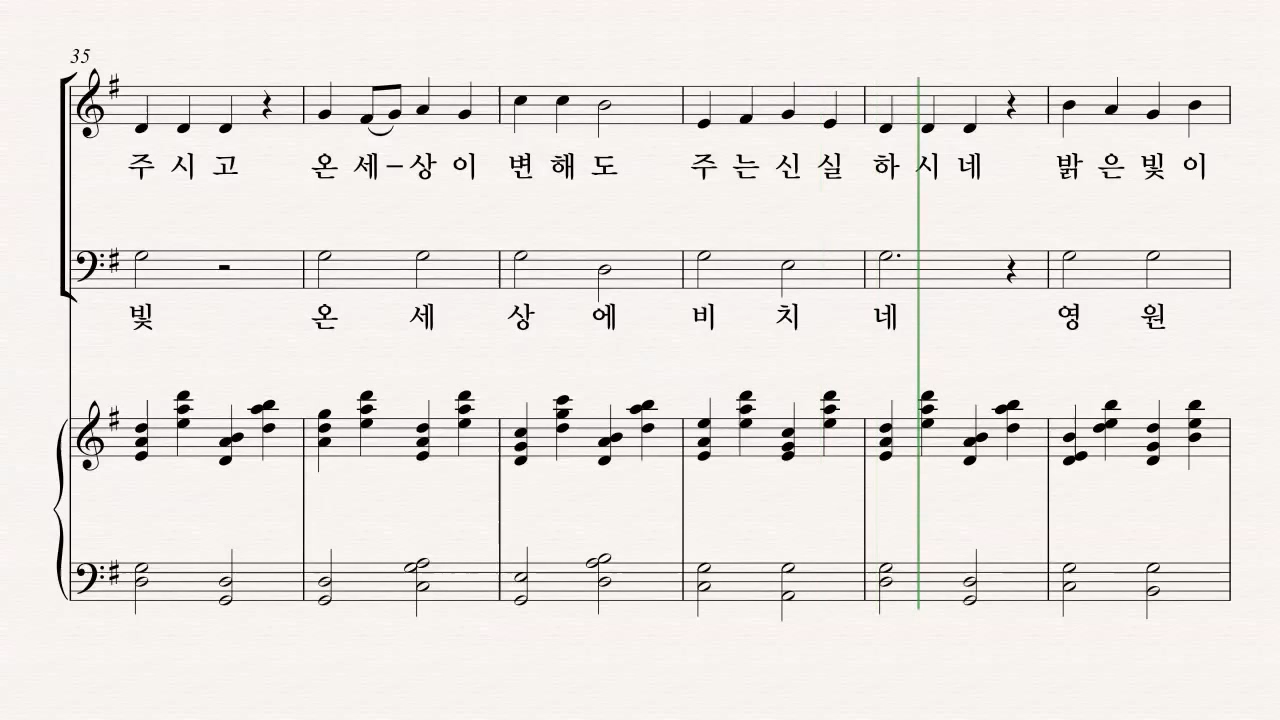 35
주 시 고 온 세 – 상 이 변 해 도 주 는 신 실 하 시 네 밝 은 빛 이
빛 온 세 상 에 비 치 네 영 원